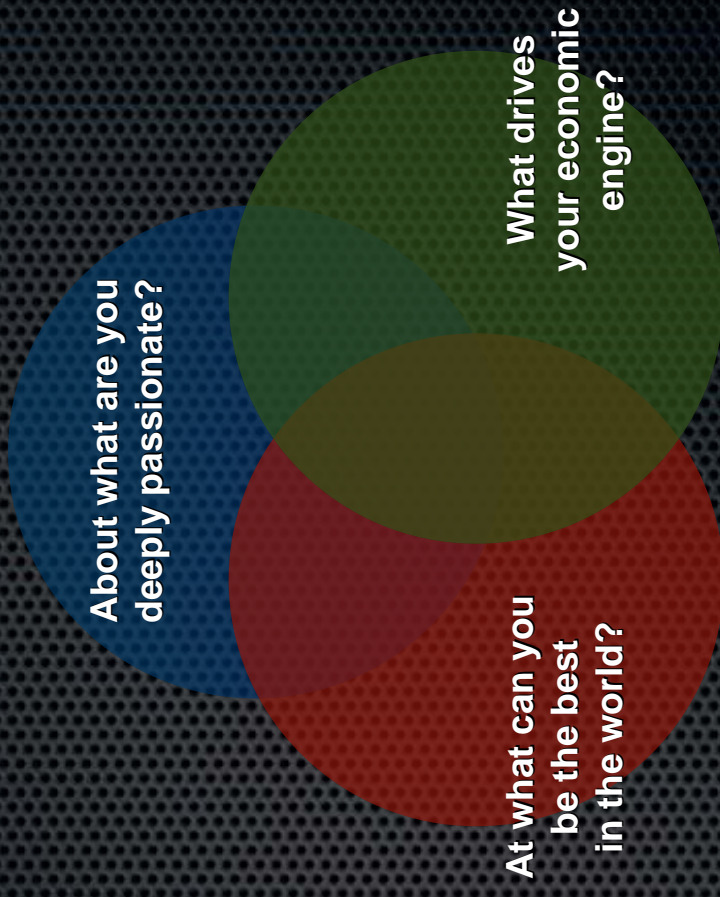 About what are you
deeply passionate?
At what can you
be the best
in the world?
What drives
your economic
engine?